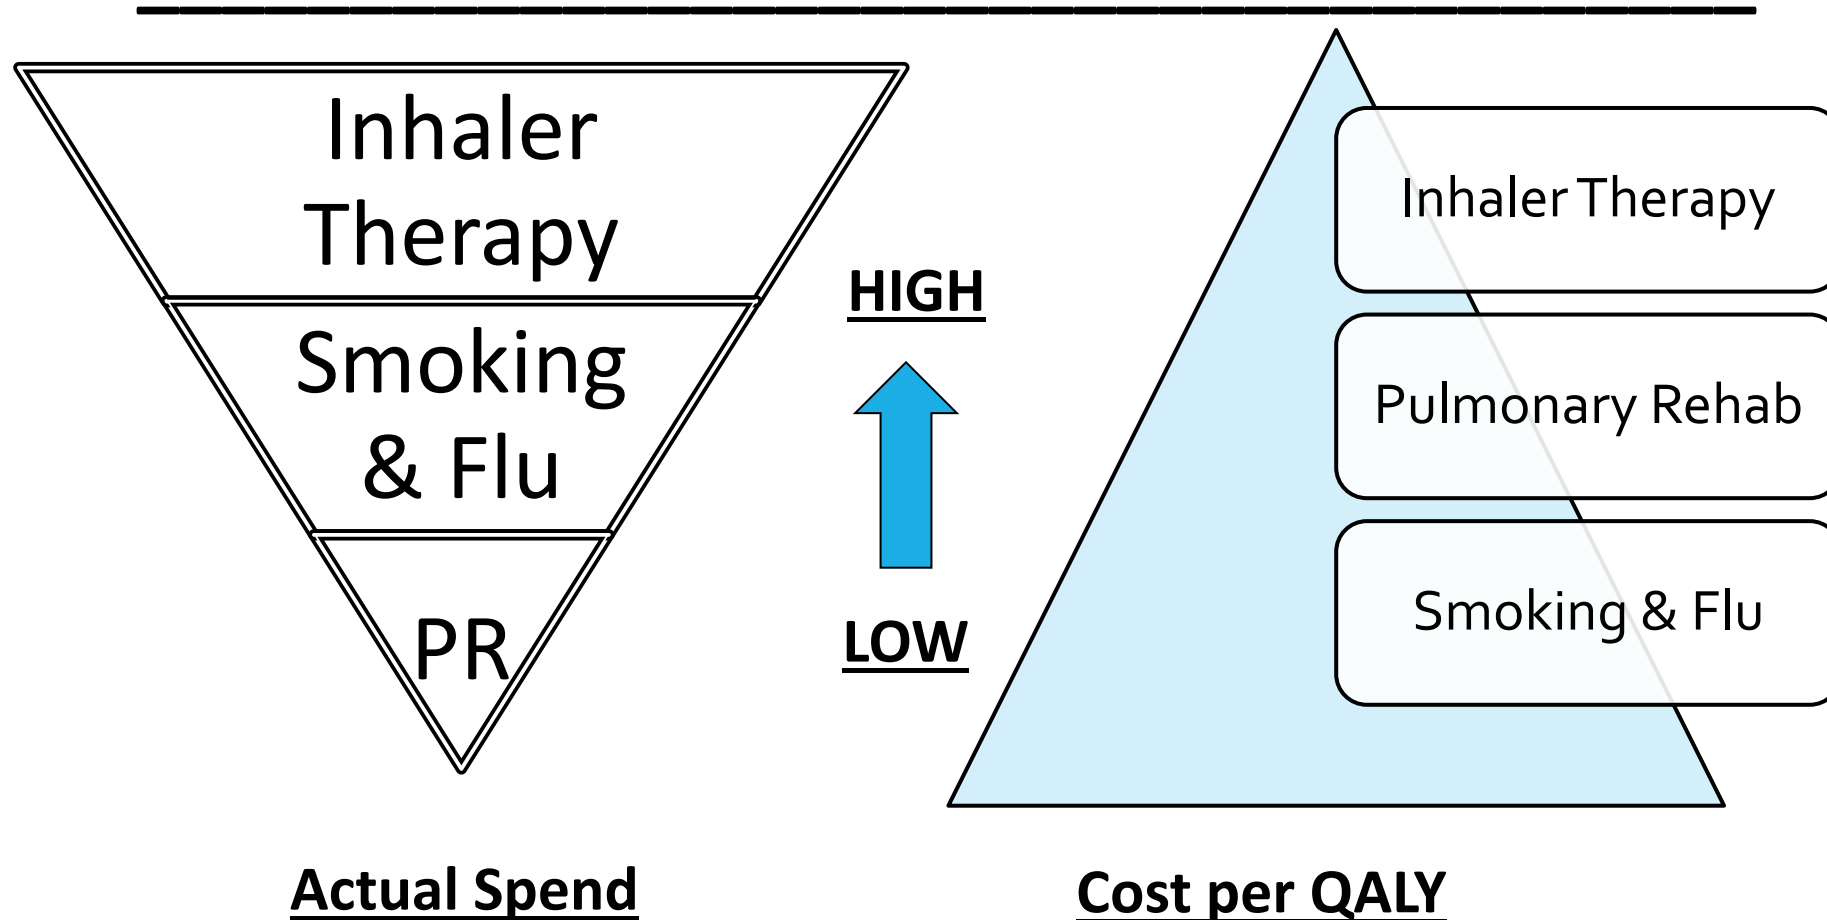 Inhaler
Therapy
Smoking
& Flu
PR
Actual Spend
HIGH
LOW
Inhaler Therapy
Pulmonary Rehab
Smoking & Flu
Cost per QALY